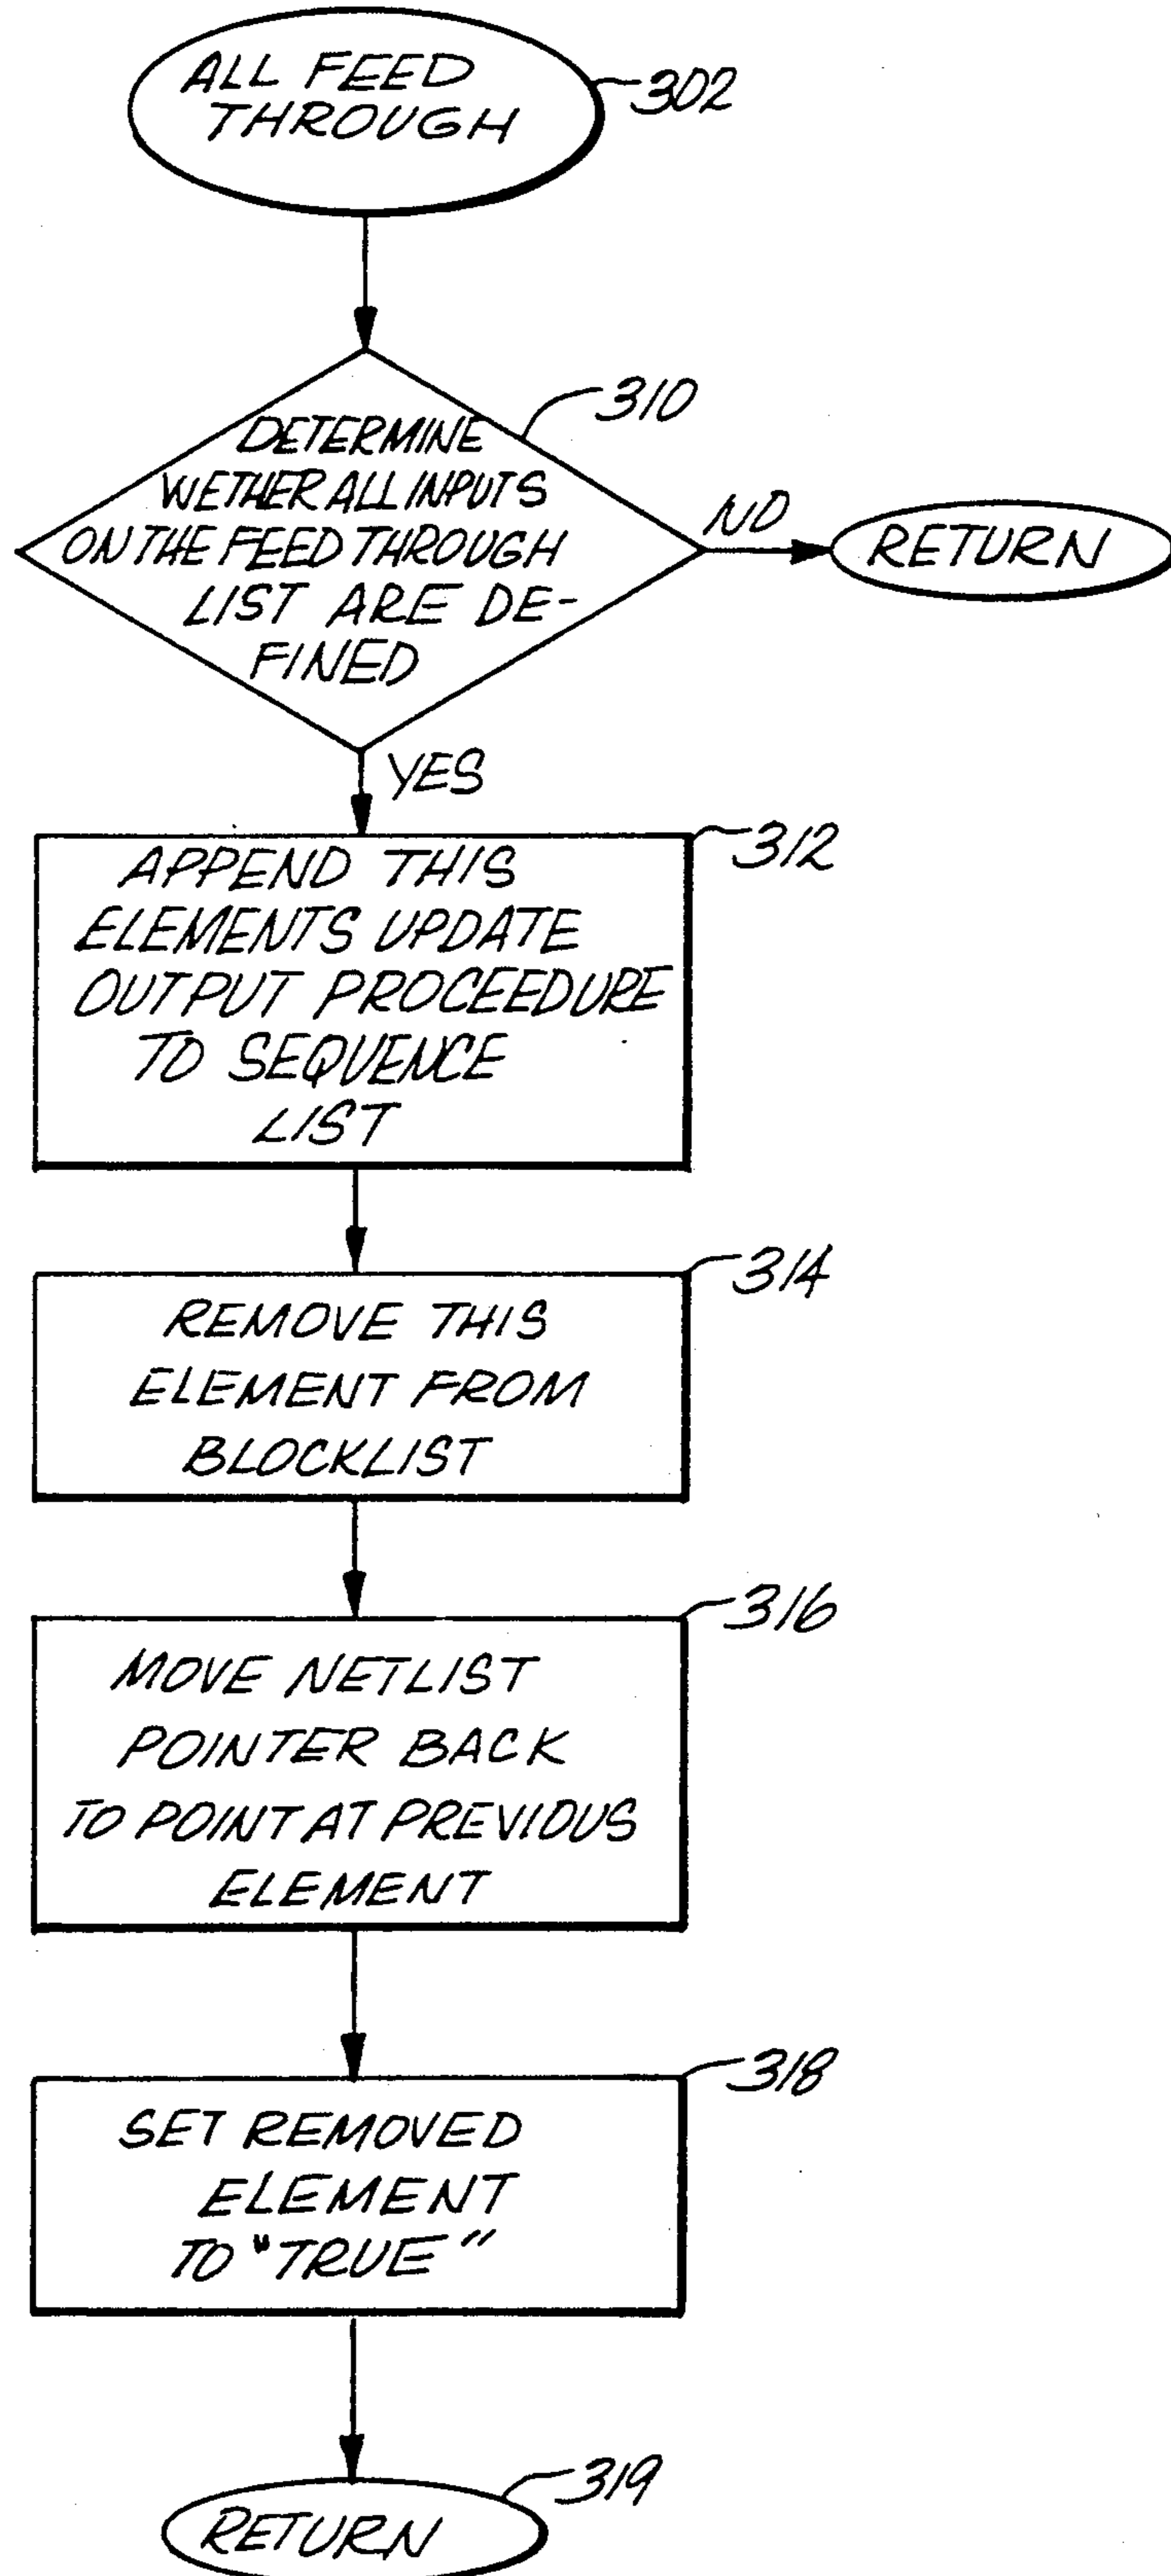 ALL FEED
THROUGH
302
310
DETERMINE
WETHER ALL INPUTS
ON THE FEED THROUGH
LIST ARE DE-
FINED
NO
RETURN
YES
312
APPEND THIS
ELEMENTS UPDATE
OUTPUT PROCEEDURE
TO SEQUENCE
LIST
314
REMOVE THIS
ELEMENT FROM
BLOCKLIST
316
MOVE NETLIST
POINTER BACK
TO POINT AT PREVIOUS
ELEMENT
318
SET REMOVED
ELEMENT
TO "TRUE"
319
RETURN